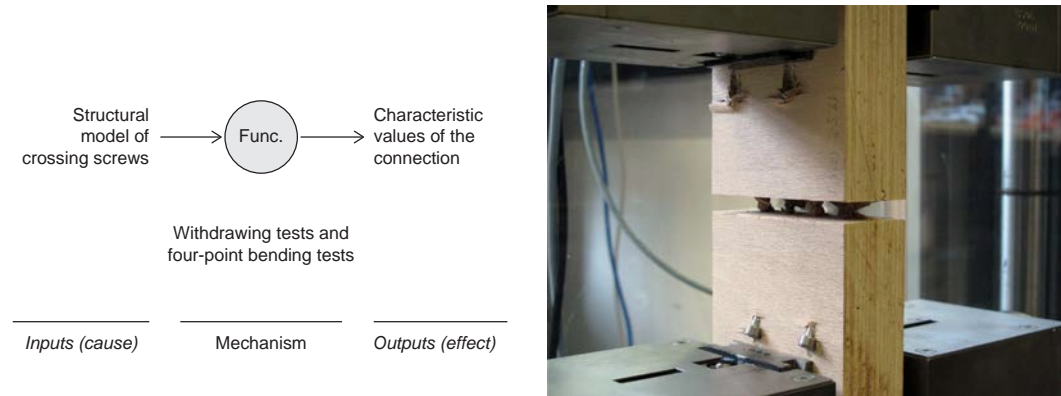 Structural
model of
crossing screws
Func.
Characteristic
values of the
connection
Withdrawing tests and
four-point bending tests
Inputs (cause)
Mechanism
Outputs (effect)